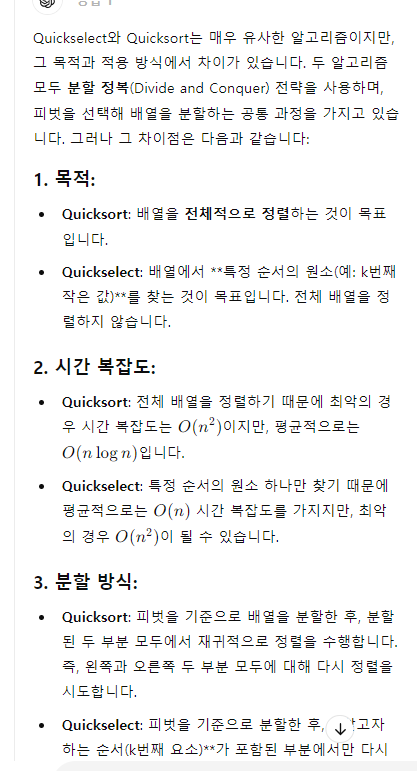 Quickselect와 Quicksort는 매우 유사한 알고리즘이지만,
그 목적과 적용 방식에서 차이가 있습니다. 두 알고리즘
모두 분할 정복(Divide and Conquer) 전략을 사용하며,
피벗을 선택해 배열을 분할하는 공통 과정을 가지고 있습
니다. 그러나 그 차이점은 다음과 같습니다:
1. 목적:
• Quicksort: 배열을 전체적으로 정렬하는 것이 목표
입니다.
• Quickselect: 배열에서 **특정 순서의 원소(예: k번째
작은 값)**를 찾는 것이 목표입니다. 전체 배열을 정
렬하지 않습니다.
2. 시간 복잡도:
• Quicksort: 전체 배열을 정렬하기 때문에 최악의 경
우 시간 복잡도는 O(n²)이지만, 평균적으로는
O(n log n)입니다.
• Quickselect: 특정 순서의 원소 하나만 찾기 때문에
평균적으로는 O(n) 시간 복잡도를 가지지만, 최악
의 경우 O(n²)이 될 수 있습니다.
3. 분할 방식:
• Quicksort: 피벗을 기준으로 배열을 분할한 후, 분할
된 두 부분 모두에서 재귀적으로 정렬을 수행합니다.
즉, 왼쪽과 오른쪽 두 부분 모두에 대해 다시 정렬을
시도합니다.
• Quickselect: 피벗을 기준으로 분할한 후,
하는 순서(k번째 요소)**가 포함된 부분에서만 다시